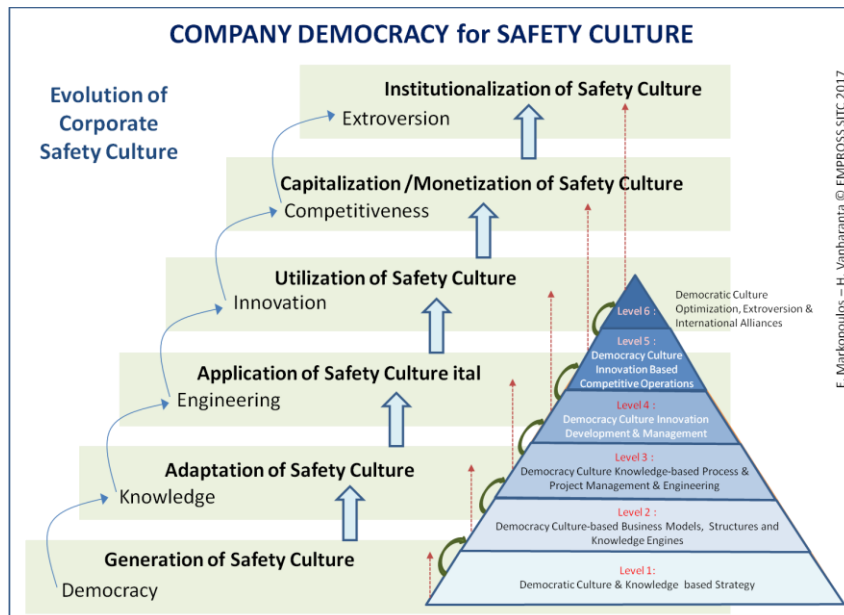 COMPANY DEMOCRACY for SAFETY CULTURE
Evolution of
Corporate
Safety Culture
Institutionalization of Safety Culture
Extroversion
Capitalization /Monetization of Safety Culture
Competitiveness
Utilization of Safety Culture
Innovation
Application of Safety Culture ital
Engineering
Adaptation of Safety Culture
Knowledge
Generation of Safety Culture
Democracy
Level 6 :
Democratic Culture
Optimization, Extroversion &
International Alliances
Level 5 :
Democracy Culture
Innovation Based
Competitive Operations
Level 4 :
Democracy Culture Innovation
Development & Management
Level 3 :
Democracy Culture Knowledge-based Process &
Project Management & Engineering
Level 2 :
Democracy Culture-based Business Models, Structures and
Knowledge Engines
Level 1:
Democratic Culture & Knowledge based Strategy
E. Markopoulos – H. Vanharanta © EMPROSS SITC 2017